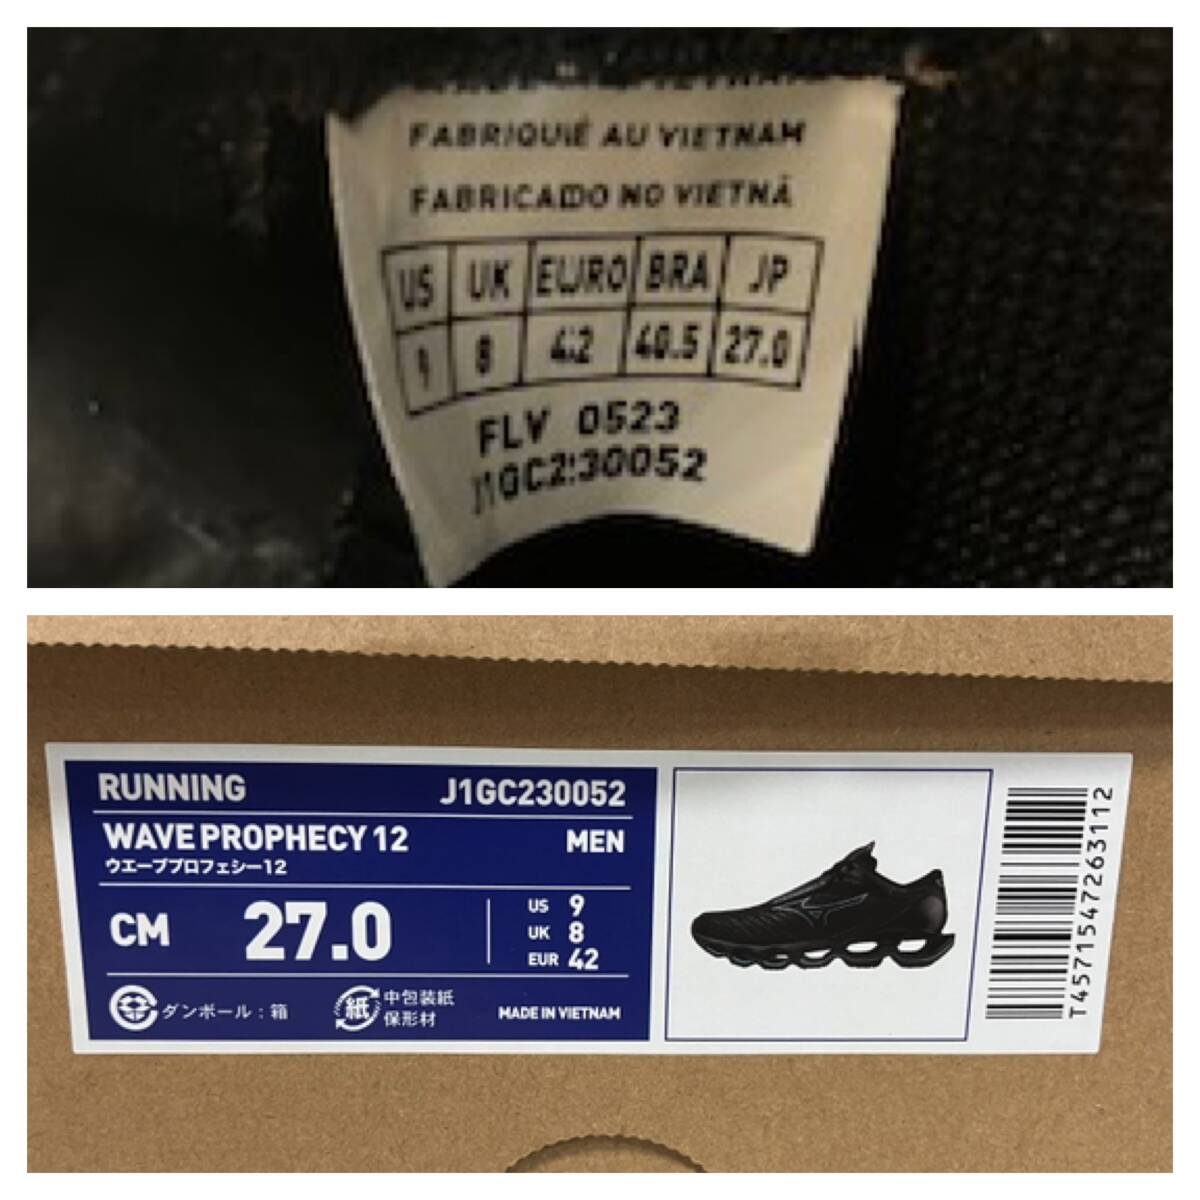 FABRIQUIÉ AU VIETNAM
FABRICADO NO VIETNÃ
US UK EURO BRA JP
9 8 42 40.5 27.0
FLV 0523
J1GC230052
RUNNING J1GC230052
WAVE PROPHECY 12 MEN
ウエーブプロフェシー12
CM 27.0
US 9
UK 8
EUR 42
ダンボール：箱
紙 中包装紙
保形材
MADE IN VIETNAM
T4571547263112